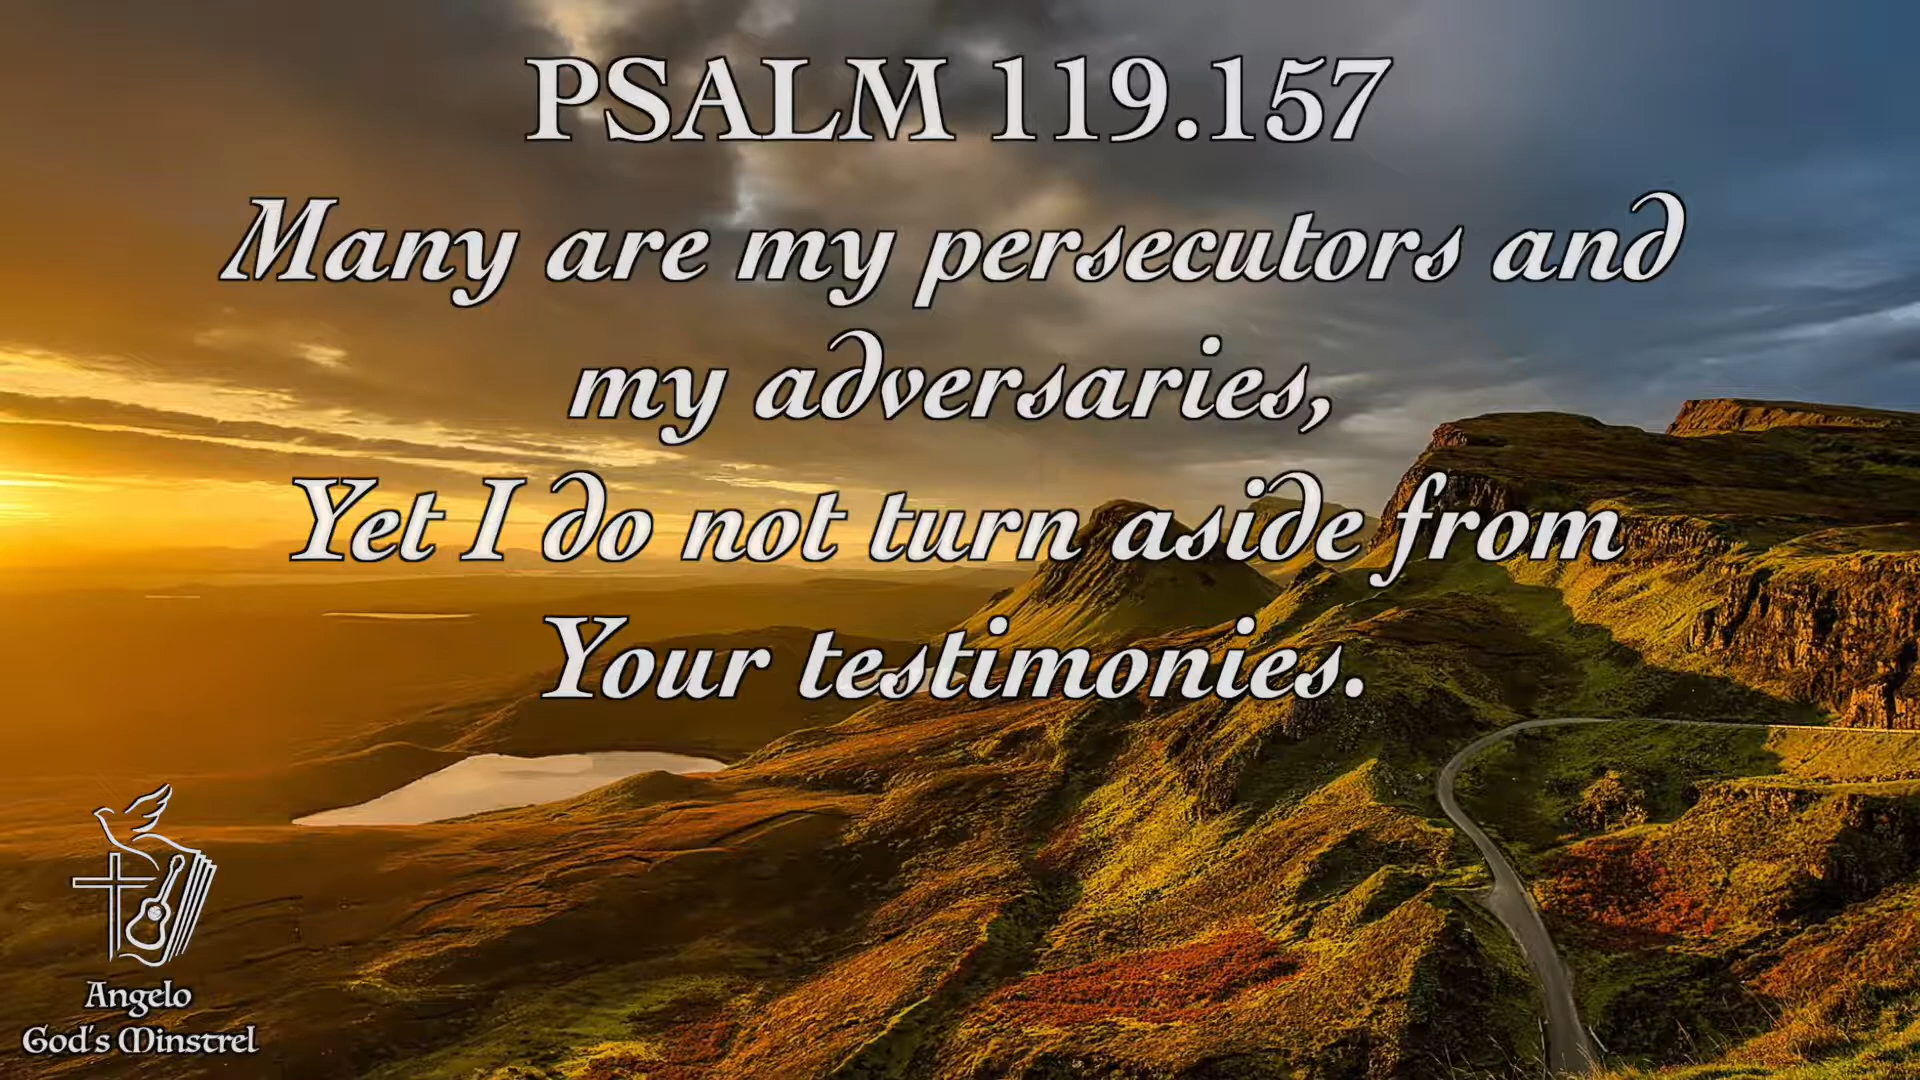 PSALM 119.157
Many are my persecutors and
my adversaries,
Yet I do not turn aside from
Your testimonies.
Angelo
God's Minstrel